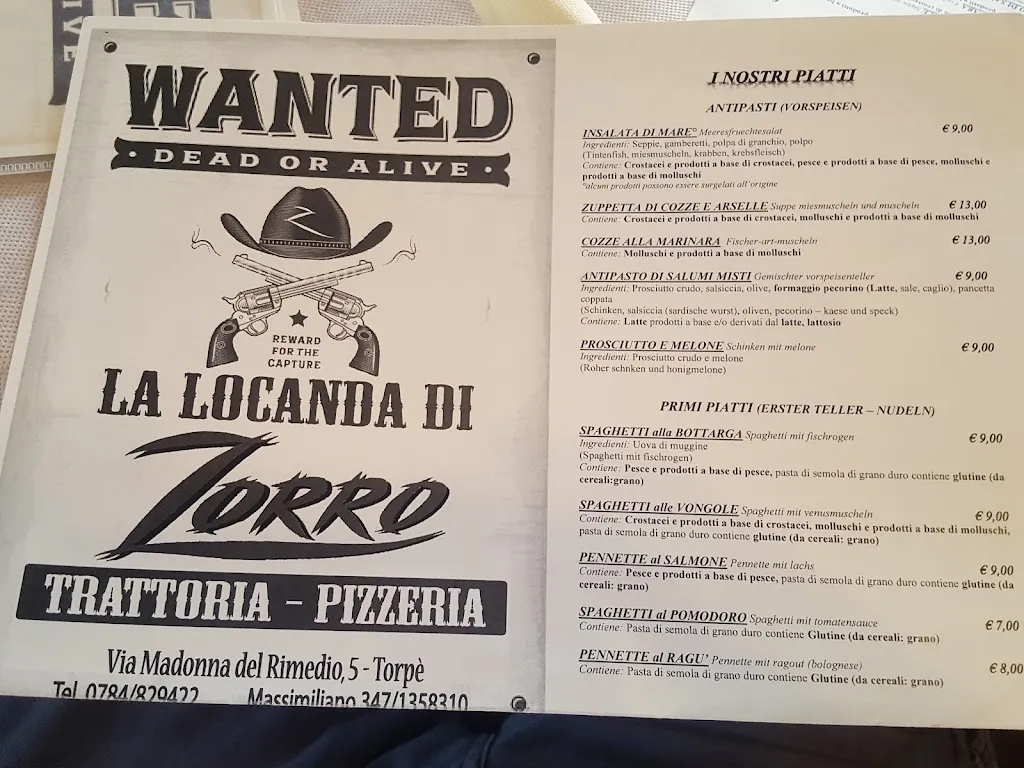 WANTED
· DEAD OR ALIVE ·
REWARD
FOR THE
CAPTURE
LA LOCANDA DI
ZORRO
TRATTORIA - PIZZERIA
Via Madonna del Rimedio, 5 - Torpè
Tel. 0784/829422 Massimiliano 347/1358310
I NOSTRI PIATTI
ANTIPASTI (VORSPEISEN)
INSALATA DI MARE° Meeresfruechtesalat € 9,00
Ingredienti: Seppie, gamberetti, polpa di granchio, polpo
(Tintenfish, miesmuscheln, krabben, krebsfleisch)
Contiene: Crostacei e prodotti a base di crostacei, pesce e prodotti a base di pesce, molluschi e
prodotti a base di molluschi
°alcuni prodotti possono essere surgelati all'origine
ZUPPETTA DI COZZE E ARSELLE Suppe miesmuscheln und muscheln € 13,00
Contiene: Crostacei e prodotti a base di crostacei, molluschi e prodotti a base di molluschi
COZZE ALLA MARINARA Fischer-art-muscheln € 13,00
Contiene: Molluschi e prodotti a base di molluschi
ANTIPASTO DI SALUMI MISTI Gemischter vorspeisenteller € 9,00
Ingredienti: Prosciutto crudo, salsiccia, olive, formaggio pecorino (Latte, sale, caglio), pancetta
coppata
(Schinken, salsiccia (sardische wurst), oliven, pecorino – kaese und speck)
Contiene: Latte prodotti a base e/o derivati dal latte, lattosio
PROSCIUTTO E MELONE Schinken mit melone € 9,00
Ingredienti: Prosciutto crudo e melone
(Roher schnken und honigmelone)
PRIMI PIATTI (ERSTER TELLER – NUDELN)
SPAGHETTI alla BOTTARGA Spaghetti mit fischrogen € 9,00
Ingredienti: Uova di muggine
(Spaghetti mit fischrogen)
Contiene: Pesce e prodotti a base di pesce, pasta di semola di grano duro contiene glutine (da
cereali:grano)
SPAGHETTI alle VONGOLE Spaghetti mit venusmuscheln € 9,00
Contiene: Crostacei e prodotti a base di crostacei, molluschi e prodotti a base di molluschi,
pasta di semola di grano duro contiene glutine (da cereali: grano)
PENNETTE al SALMONE Pennette mit lachs € 9,00
Contiene: Pesce e prodotti a base di pesce, pasta di semola di grano duro contiene glutine (da
cereali: grano)
SPAGHETTI al POMODORO Spaghetti mit tomatensauce € 7,00
Contiene: Pasta di semola di grano duro contiene Glutine (da cereali: grano)
PENNETTE al RAGU' Pennette mit ragout (bolognese) € 8,00
Contiene: Pasta di semola di grano duro contiene Glutine (da cereali: grano)